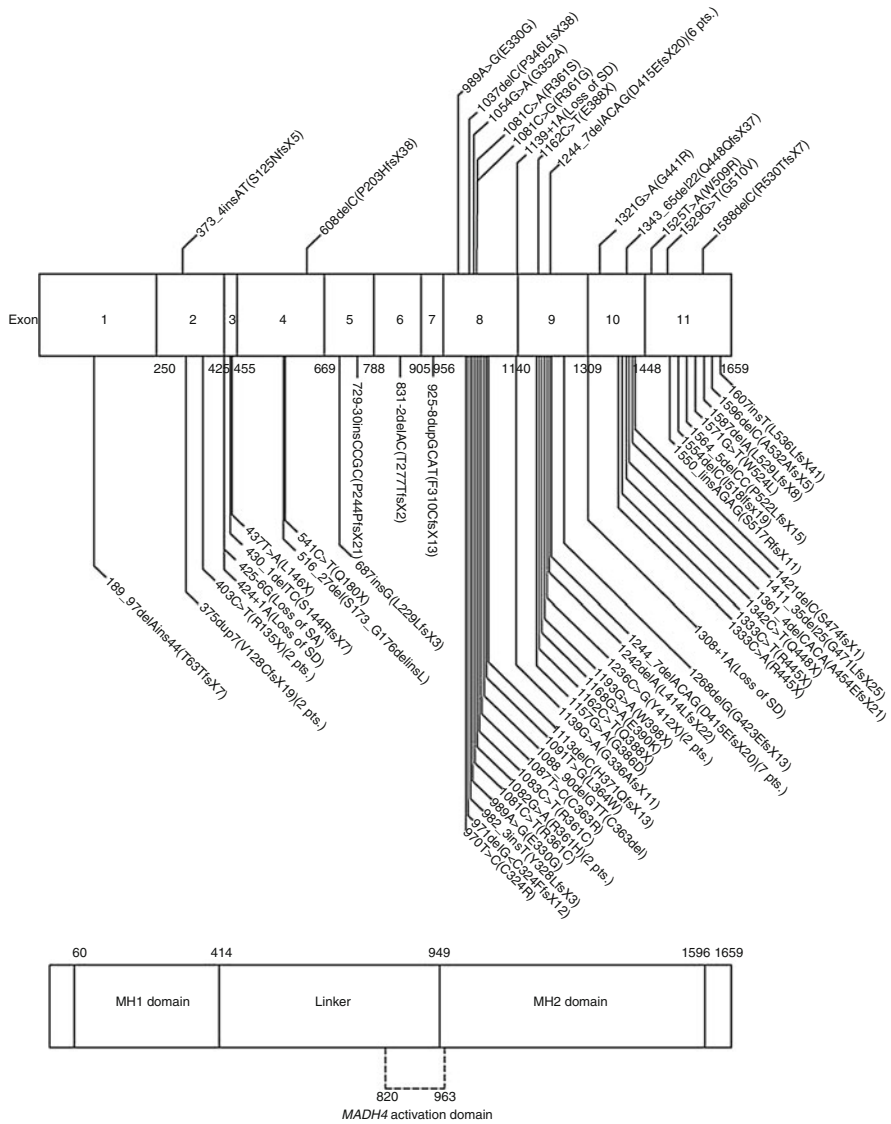 989A>G(E330G)
1037delC(P346LfsX38)
1054G>A(G352A)
1081C>A(R361S)
1081C>G(R361G)
1139+1A(Loss of SD)
1162C>T(E388X)
1244_7delACAG(D415EfsX20)(6 pts.)
373_4insAT(S125NfsX5)
608delC(P203HfsX38)
1321G>A(G441R)
1343_65del22(Q448QfsX37)
1525T>A(W509R)
1529G>T(G510V)
1588delC(R530TfsX7)
Exon 1 2 3 4 5 6 7 8 9 10 11
250 425 455 669 788 905 956 1140 1309 1448 1659
189_97delAins44(T63TfsX7)
375dup7(V128CfsX19)(2 pts.)
403C>T(R135X)(2 pts.)
424+1A(Loss of SD)
425-6G(Loss of SA)
430_1delTC(S144RfsX7)
437T>A(L146X)
516_27del(S173_G176delinsL)
541C>T(Q180X)
687insG(L229LfsX3)
729-30insCCGC(P244PfsX21)
831-2delAC(T277TfsX2)
925-8dupGCAT(F310CfsX13)
970T>C(C324R)
971delG<C324FfsX12)
982_3insT(Y328LfsX3)
989A>G(E330G)
1081C>T(R361C)
1082G>A(R361H)(2 pts.)
1083C>T(R361C)
1087T>C(C363R)
1088_90delGTT(C363del)
1091T>G(L364W)
1113delC(H371QfsX13)
1139G>A(G336AfsX11)
1157G>A(G386D)
1162C>T(Q388X)
1168G>A(E390K)
1193G>A(W398X)
1236C>G(Y412X)(2 pts.)
1242delA(L414LfsX22)
1244_7delACAG(D415EfsX20)(7 pts.)
1268delG(G423EfsX13)
1308+1A(Loss of SD)
1333C>A(R445X)
1333C>T(R445X)
1342C>T(Q448X)
1361_4delCACA(A454EfsX21)
1411_35del25(G471LfsX25)
1421delC(S474fsX1)
1550_IinsAGAG(S517RfsX11)
1554delC(I518Ifsx19)
1564_5delCC(P522LfsX15)
1571G>T(W524L)
1587delA(L529LfsX8)
1596delC(A532AfsX5)
1607insT(L536LfsX41)
60 414 949 1596 1659
MH1 domain Linker MH2 domain
820 963
MADH4 activation domain